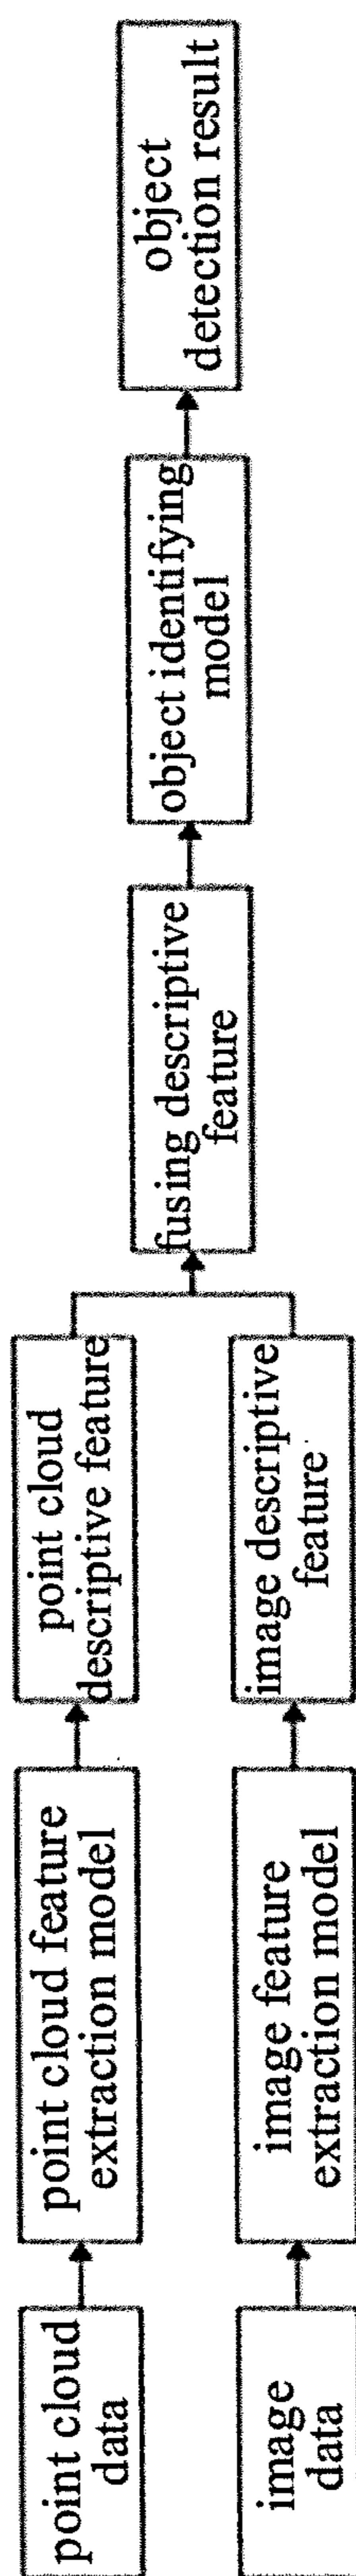 point cloud
data
point cloud feature
extraction model
point cloud
descriptive feature
image
data
image feature
extraction model
image descriptive
feature
fusing descriptive
feature
object identifying
model
object
detection result